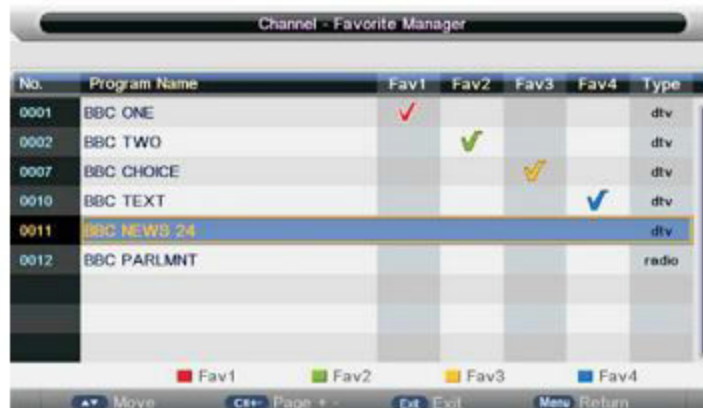 Channel - Favorite Manager
No. Program Name Fav1 Fav2 Fav3 Fav4 Type
0001 BBC ONE dtv
0002 BBC TWO dtv
0007 BBC CHOICE dtv
0010 BBC TEXT dtv
0011 BBC NEWS 24 dtv
0012 BBC PARLMNT radio
Fav1 Fav2 Fav3 Fav4
▲▼ Move CH+- Page + - Exit Exit Menu Return